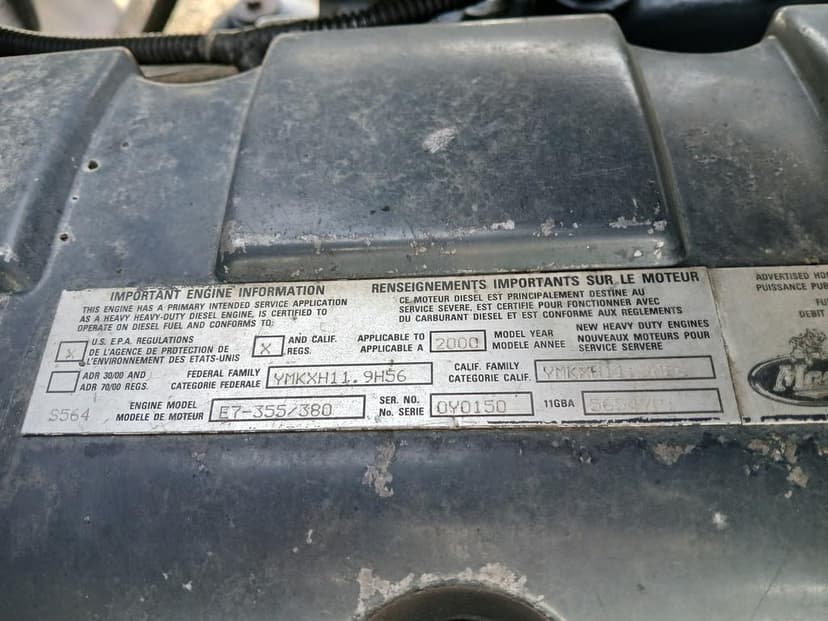 IMPORTANT ENGINE INFORMATION
THIS ENGINE HAS A PRIMARY INTENDED SERVICE APPLICATION
AS A HEAVY HEAVY-DUTY DIESEL ENGINE, IS CERTIFIED TO
OPERATE ON DIESEL FUEL AND CONFORMS TO:
RENSEIGNEMENTS IMPORTANTS SUR LE MOTEUR
CE MOTEUR DIESEL EST PRINCIPALEMENT DESTINE AU
SERVICE SEVERE, EST CERTIFIE POUR FONCTIONNER AVEC
DU CARBURANT DIESEL ET EST CONFORME AUX REGLEMENTS
X U.S. E.P.A. REGULATIONS
DE L'AGENCE DE PROTECTION DE
L'ENVIRONNEMENT DES ETATS-UNIS
X AND CALIF.
REGS.
APPLICABLE TO
APPLICABLE A
2000
MODEL YEAR
MODELE ANNEE
NEW HEAVY DUTY ENGINES
NOUVEAUX MOTEURS POUR
SERVICE SERVERE
ADR 30/00 AND
ADR 70/00 REGS.
FEDERAL FAMILY
CATEGORIE FEDERALE
YMKXH11.9H56
CALIF. FAMILY
CATEGORIE CALIF.
S564
ENGINE MODEL
MODELE DE MOTEUR
E7-355/380
SER. NO.
No. SERIE
0Y0150
11GBA
ADVERTISED
PUISSANCE
DEBIT